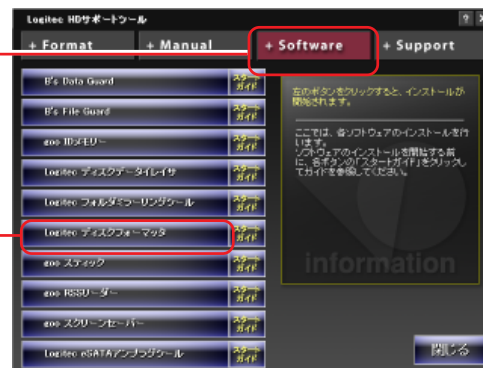 Logitec HDサポートツール
+ Format
+ Manual
+ Software
+ Support
B's Data Guard
スタートガイド
B's File Guard
スタートガイド
goo IDメモリー
スタートガイド
Logitec ディスクデータイレイサ
スタートガイド
Logitec フォルダミラーリングツール
スタートガイド
Logitec ディスクフォーマッタ
スタートガイド
goo スティック
スタートガイド
goo RSSリーダー
スタートガイド
goo スクリーンセーバー
スタートガイド
Logitec eSATAアンプラグツール
スタートガイド
左のボタンをクリックすると、インストールが
開始されます。
ここでは、各ソフトウェアのインストールを行
います。
ソフトウェアのインストールを開始する前
に、各ボタンの「スタートガイド」をクリックし
てガイドを参照してください。
information
閉じる